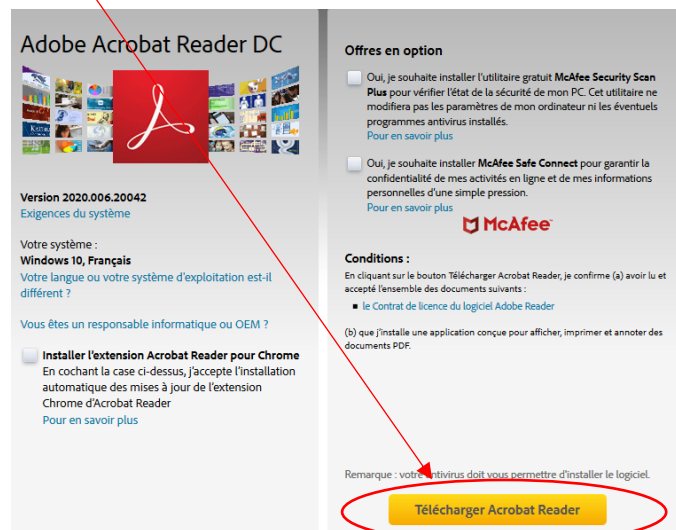 Adobe Acrobat Reader DC
Version 2020.006.20042
Exigences du système
Votre système :
Windows 10, Français
Votre langue ou votre système d'exploitation est-il
différent ?
Vous êtes un responsable informatique ou OEM ?
Installer l'extension Acrobat Reader pour Chrome
En cochant la case ci-dessus, j'accepte l'installation
automatique des mises à jour de l'extension
Chrome d'Acrobat Reader
Pour en savoir plus
Offres en option
Oui, je souhaite installer l'utilitaire gratuit McAfee Security Scan
Plus pour vérifier l'état de la sécurité de mon PC. Cet utilitaire ne
modifiera pas les paramètres de mon ordinateur ni les éventuels
programmes antivirus installés.
Pour en savoir plus
Oui, je souhaite installer McAfee Safe Connect pour garantir la
confidentialité de mes activités en ligne et de mes informations
personnelles d'une simple pression.
Pour en savoir plus
McAfee
Conditions :
En cliquant sur le bouton Télécharger Acrobat Reader, je confirme (a) avoir lu et
accepté l'ensemble des documents suivants :
■ le Contrat de licence du logiciel Adobe Reader
(b) que j'installe une application conçue pour afficher, imprimer et annoter des
documents PDF.
Remarque : votre antivirus doit vous permettre d'installer le logiciel.
Télécharger Acrobat Reader